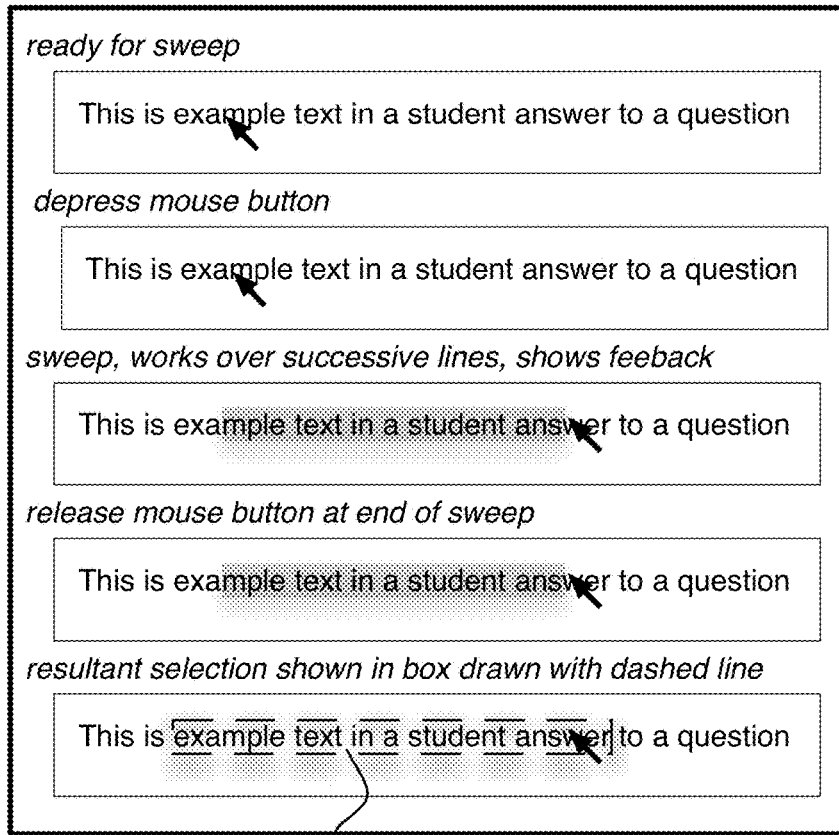 ready for sweep
This is example text in a student answer to a question
depress mouse button
This is example text in a student answer to a question
sweep, works over successive lines, shows feeback
This is example text in a student answer to a question
release mouse button at end of sweep
This is example text in a student answer to a question
resultant selection shown in box drawn with dashed line
This is example text in a student answer to a question